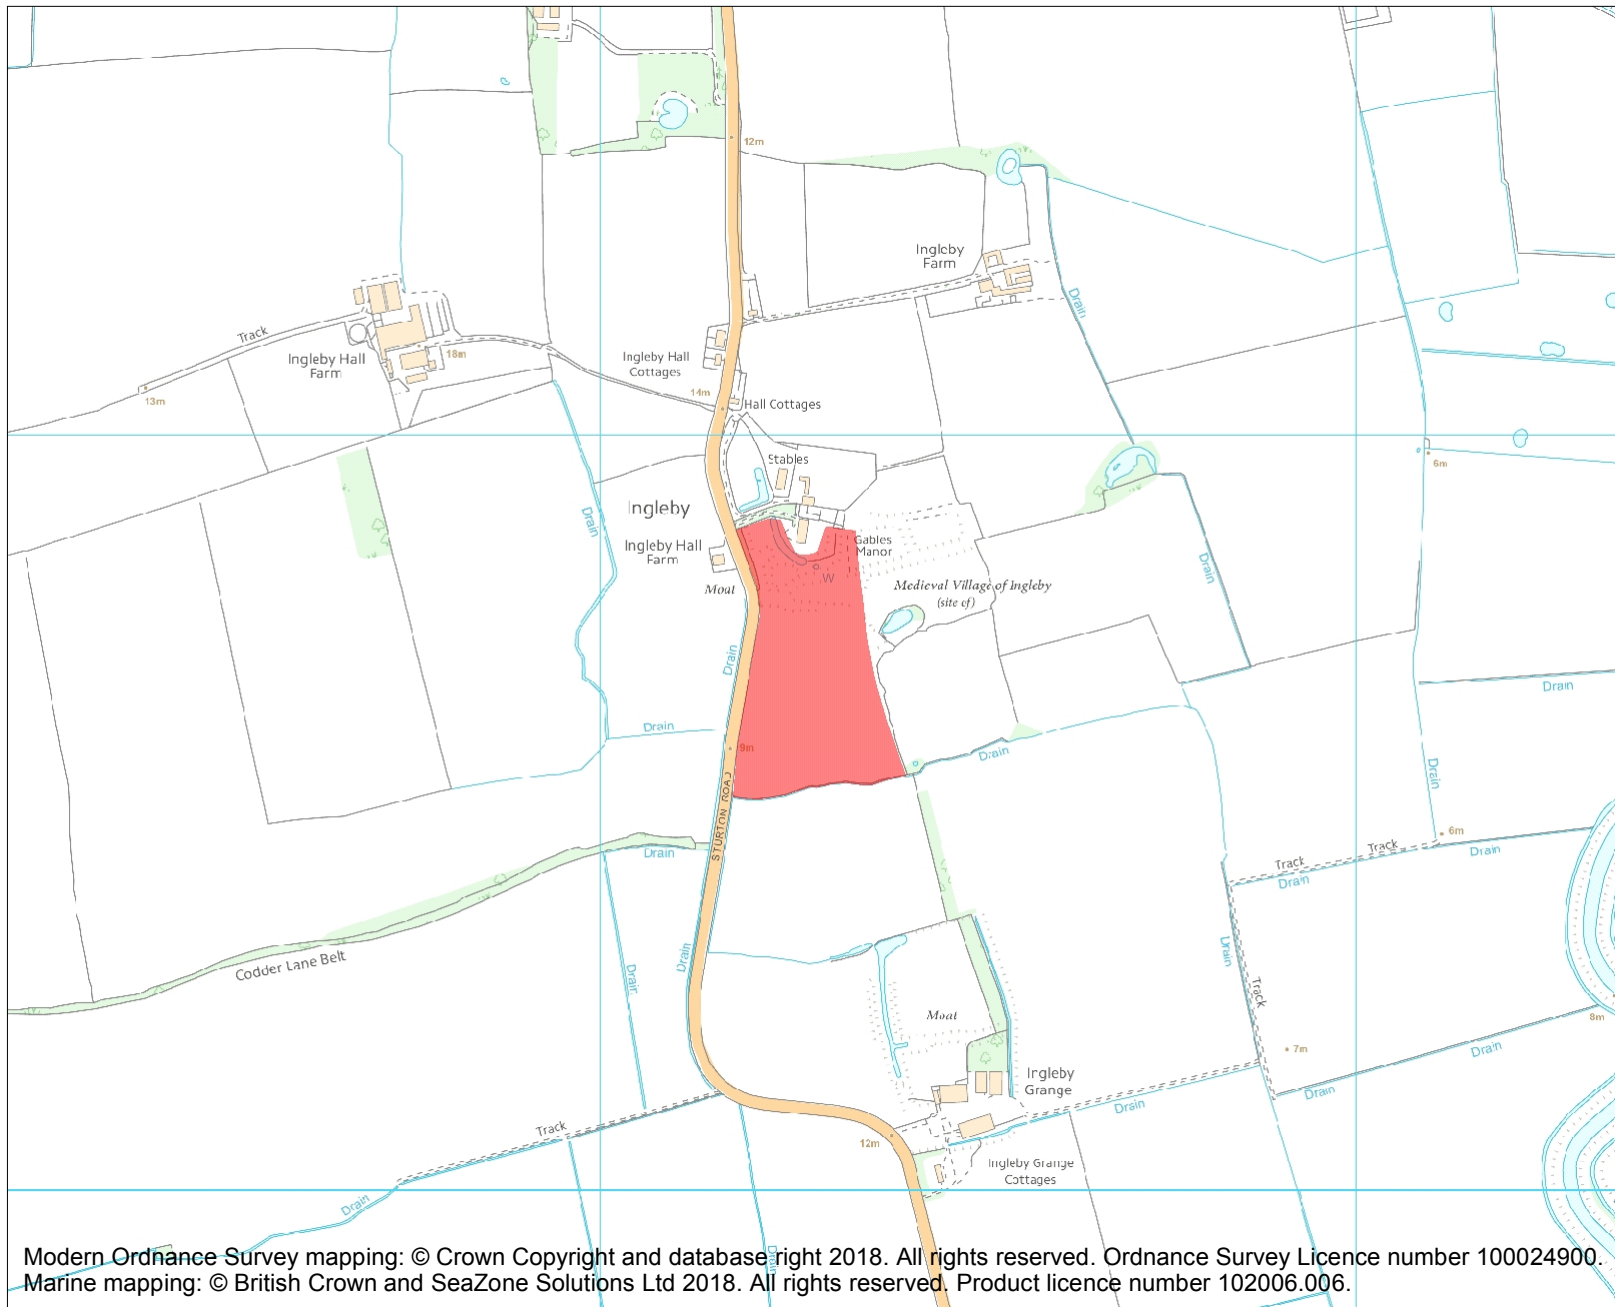 12m
Ingleby
Farm
Drain
Track
Ingleby Hall
Farm
18m
13m
Ingleby Hall
Cottages
14m
Hall Cottages
Stables
6m
Ingleby
Drain
Ingleby Hall
Farm
Gables
Manor
W
Moat
Medieval Village of Ingleby
(site of)
Drain
Drain
Drain
Drain
9m
Drain
Drain
STURTON ROAD
Drain
6m
Track
Track
Drain
Drain
Codder Lane Belt
Drain
Drain
Drain
Track
Moat
8m
7m
Drain
Ingleby
Grange
Drain
Drain
Track
12m
Ingleby Grange
Cottages
Drain
Drain
Modern Ordnance Survey mapping: © Crown Copyright and database right 2018. All rights reserved. Ordnance Survey Licence number 100024900.
Marine mapping: © British Crown and SeaZone Solutions Ltd 2018. All rights reserved. Product licence number 102006.006.